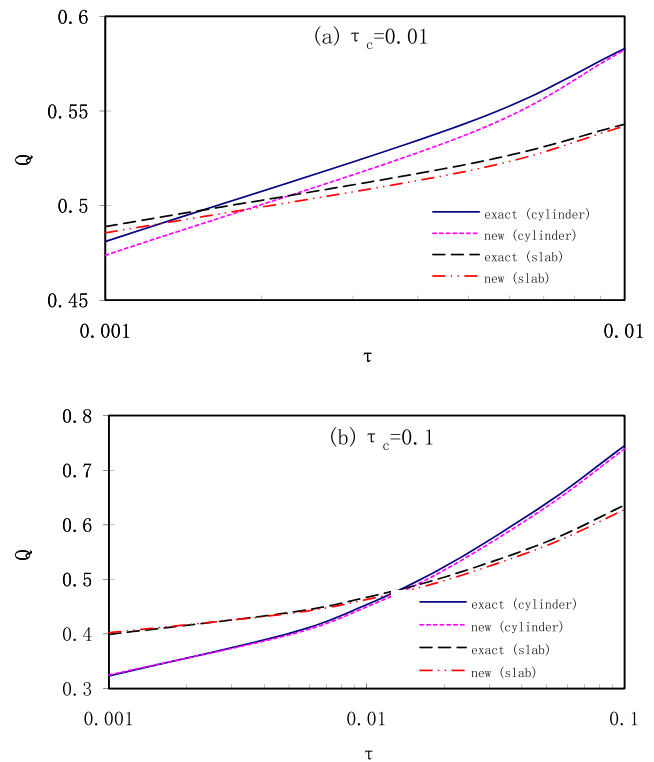 0.6
(a) τc=0.01
0.55
Q
0.5
exact (cylinder)
new (cylinder)
exact (slab)
new (slab)
0.45
0.001
0.01
τ
0.8
(b) τc=0.1
0.7
0.6
Q
0.5
exact (cylinder)
new (cylinder)
0.4
exact (slab)
new (slab)
0.3
0.001
0.01
0.1
τ